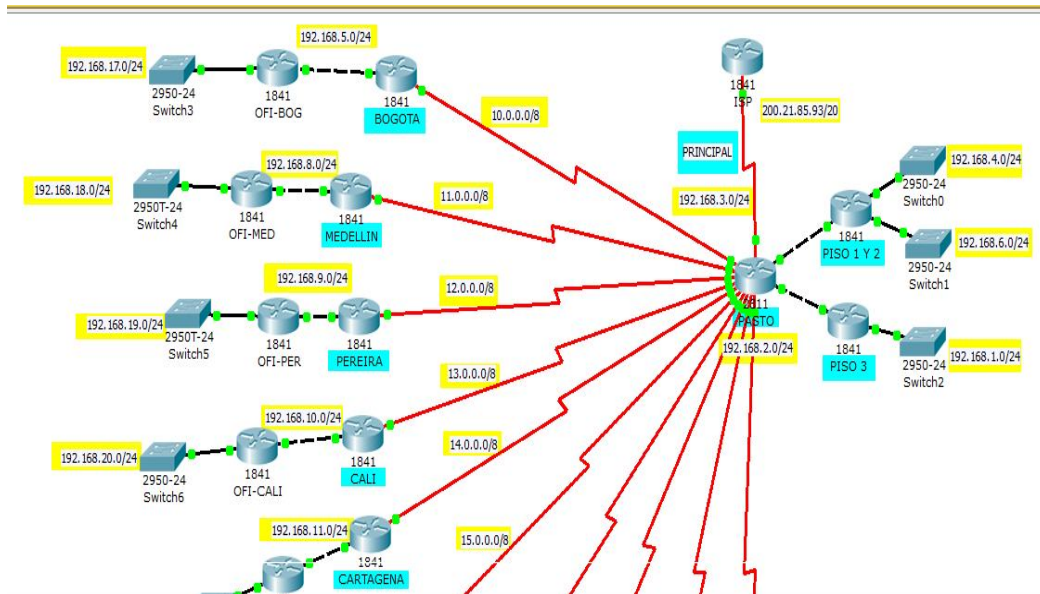 192.168.5.0/24
192.168.17.0/24
2950-24
Switch3
1841
OFI-BOG
1841
BOGOTA
10.0.0.0/8
1841
ISP
200.21.85.93/20
PRINCIPAL
192.168.3.0/24
192.168.4.0/24
2950-24
Switch0
1841
PISO 1 Y 2
192.168.6.0/24
2950-24
Switch1
192.168.8.0/24
192.168.18.0/24
2950T-24
Switch4
1841
OFI-MED
1841
MEDELLIN
11.0.0.0/8
192.168.9.0/24
192.168.19.0/24
2950T-24
Switch5
1841
OFI-PER
1841
PEREIRA
12.0.0.0/8
1811
PASTO
192.168.2.0/24
1841
PISO 3
192.168.1.0/24
2950-24
Switch2
13.0.0.0/8
192.168.10.0/24
192.168.20.0/24
2950-24
Switch6
1841
OFI-CALI
1841
CALI
14.0.0.0/8
192.168.11.0/24
1841
CARTAGENA
15.0.0.0/8